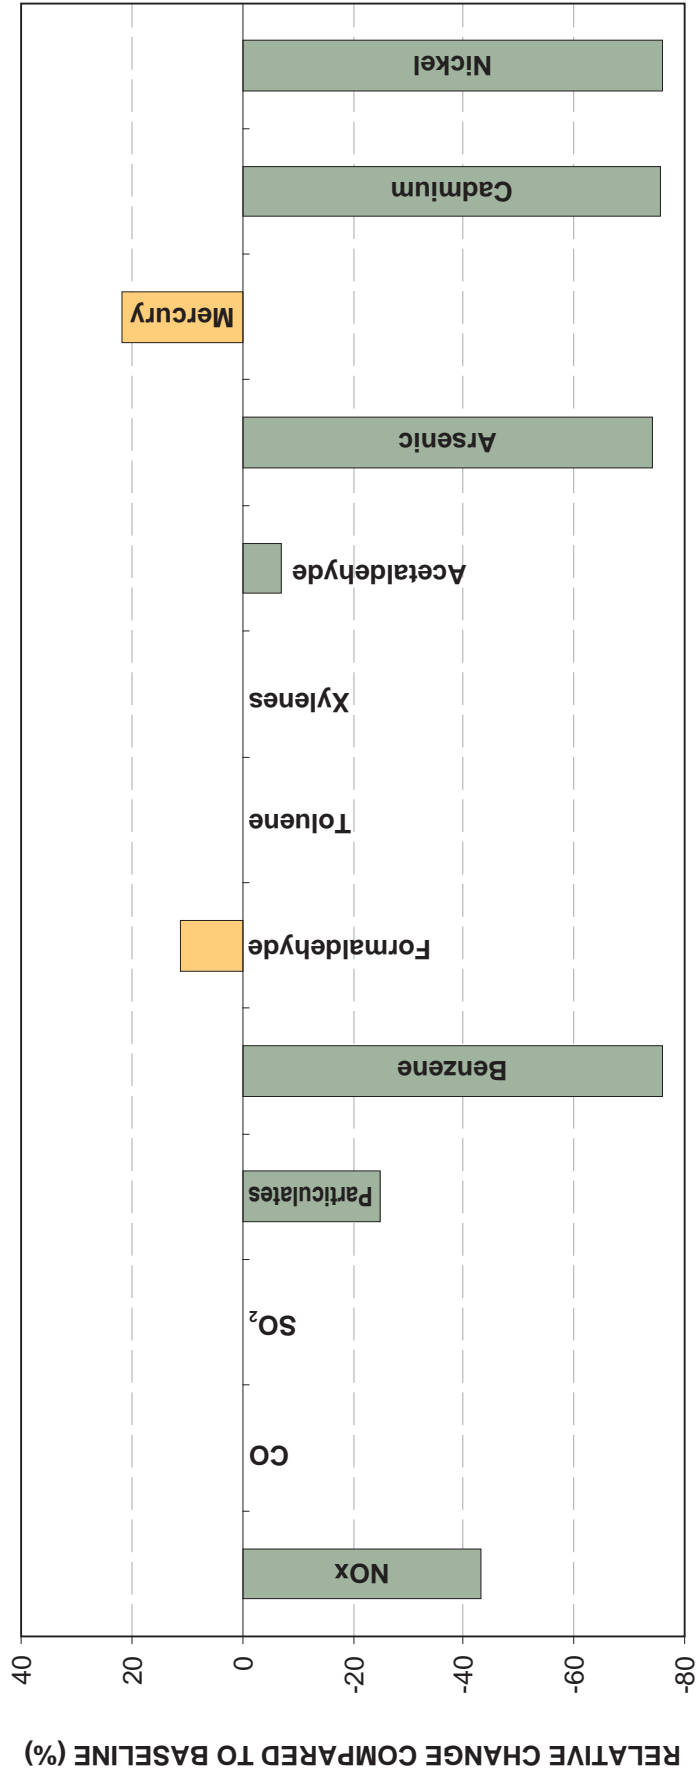 Nickel
Cadmium
Mercury
Arsenic
Acetaldehyde
Xylenes
Toluene
Formaldehyde
Benzene
Particulates
SO₂
CO
NOx
40
20
0
-20
-40
-60
-80
RELATIVE CHANGE COMPARED TO BASELINE (%)